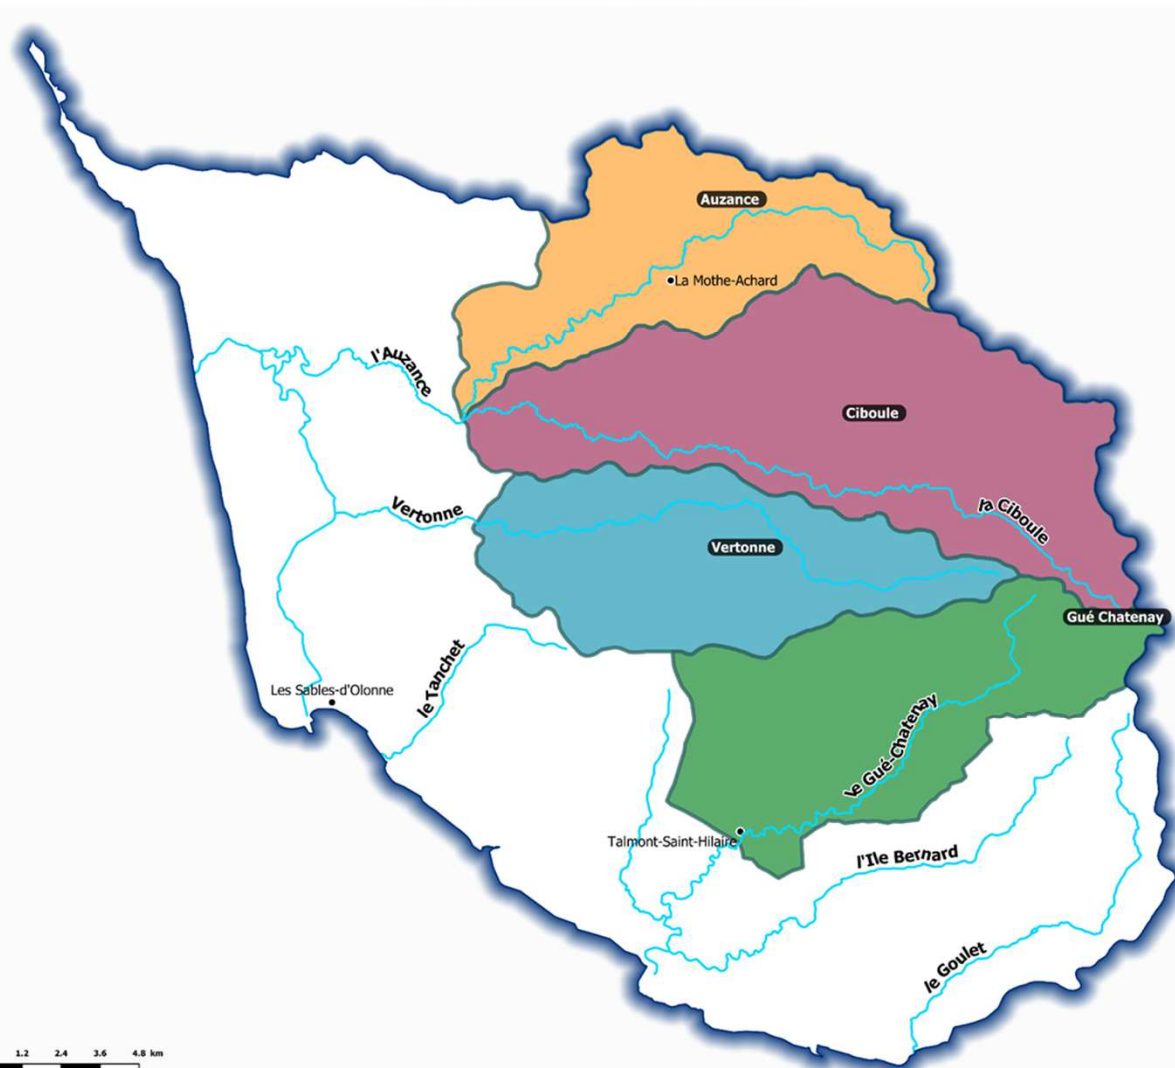 Auzance
La Mothe-Achard
l'Auzance
Ciboule
la Ciboule
Vertonne
Vertonne
Gué Chatenay
le Tanchet
Les Sables-d'Olonne
le Gué-Chatenay
Talmont-Saint-Hilaire
l'Ile Bernard
le Goulet
1.2 2.4 3.6 4.8 km